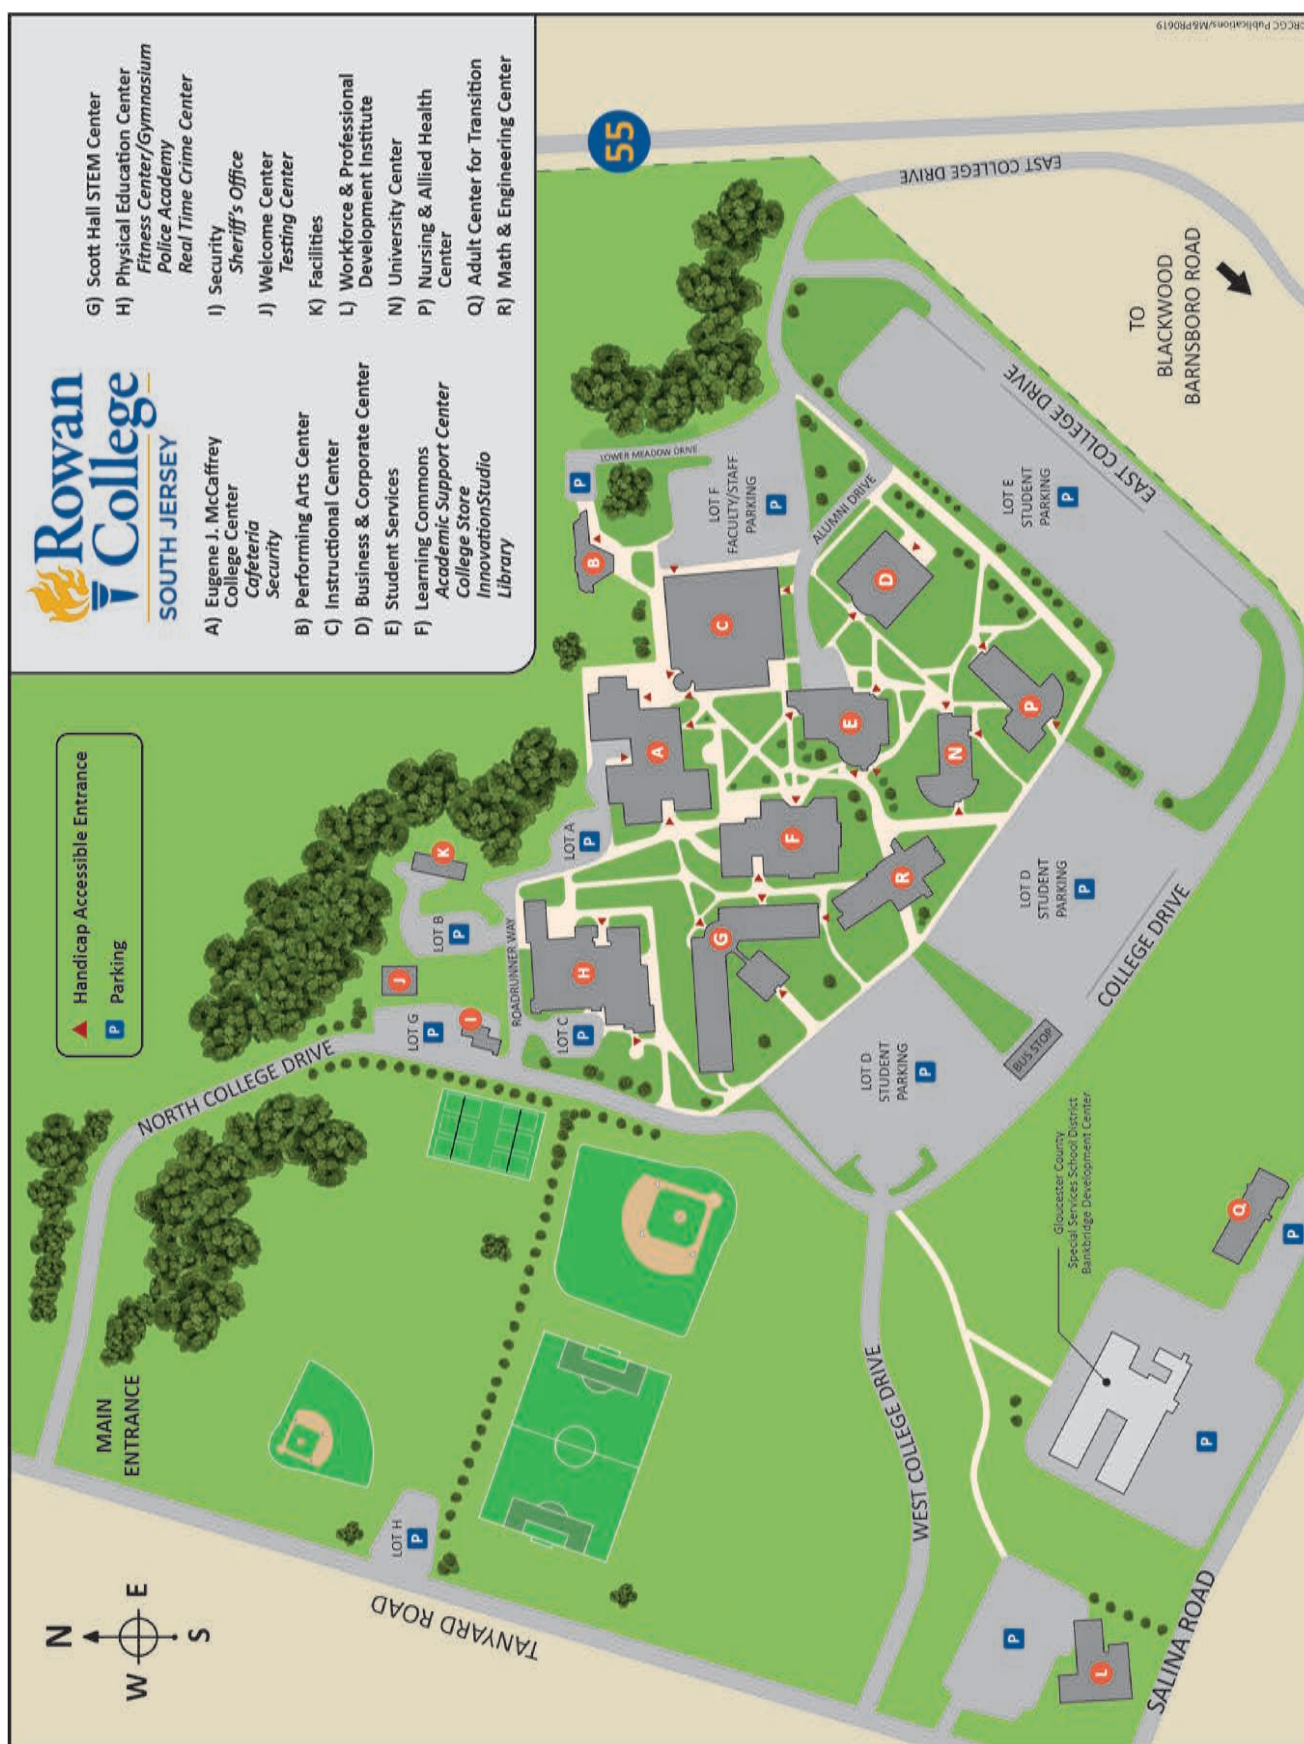 Rowan
College
SOUTH JERSEY
A) Eugene J. McCaffrey
College Center
Cafeteria
Security
B) Performing Arts Center
C) Instructional Center
D) Business & Corporate Center
E) Student Services
F) Learning Commons
Academic Support Center
College Store
InnovationStudio
Library
G) Scott Hall STEM Center
H) Physical Education Center
Fitness Center/Gymnasium
Police Academy
Real Time Crime Center
I) Security
Sheriff's Office
J) Welcome Center
Testing Center
K) Facilities
L) Workforce & Professional
Development Institute
N) University Center
P) Nursing & Allied Health
Center
Q) Adult Center for Transition
R) Math & Engineering Center
Handicap Accessible Entrance
P Parking
N
W E
S
MAIN
ENTRANCE
NORTH COLLEGE DRIVE
TANYARD ROAD
LOT H
P
LOT G
P
I
J
LOT B
P
K
ROADRUNNER WAY
LOT C
P
H
LOT A
P
A
B
P
LOWER MEADOW DRIVE
LOT F
FACULTY/STAFF
PARKING
P
C
ALUMNI DRIVE
D
E
F
G
R
N
P
55
EAST COLLEGE DRIVE
EAST COLLEGE DRIVE
EAST COLLEGE DRIVE
TO
BLACKWOOD
BARNSBORO ROAD
LOT E
STUDENT
PARKING
P
LOT D
STUDENT
PARKING
P
LOT D
STUDENT
PARKING
P
BUS STOP
COLLEGE DRIVE
WEST COLLEGE DRIVE
Gloucester County
Special Services School District
Bankbridge Development Center
P
Q
P
P
L
SALINA ROAD
RCGC Publications/M&PR0619